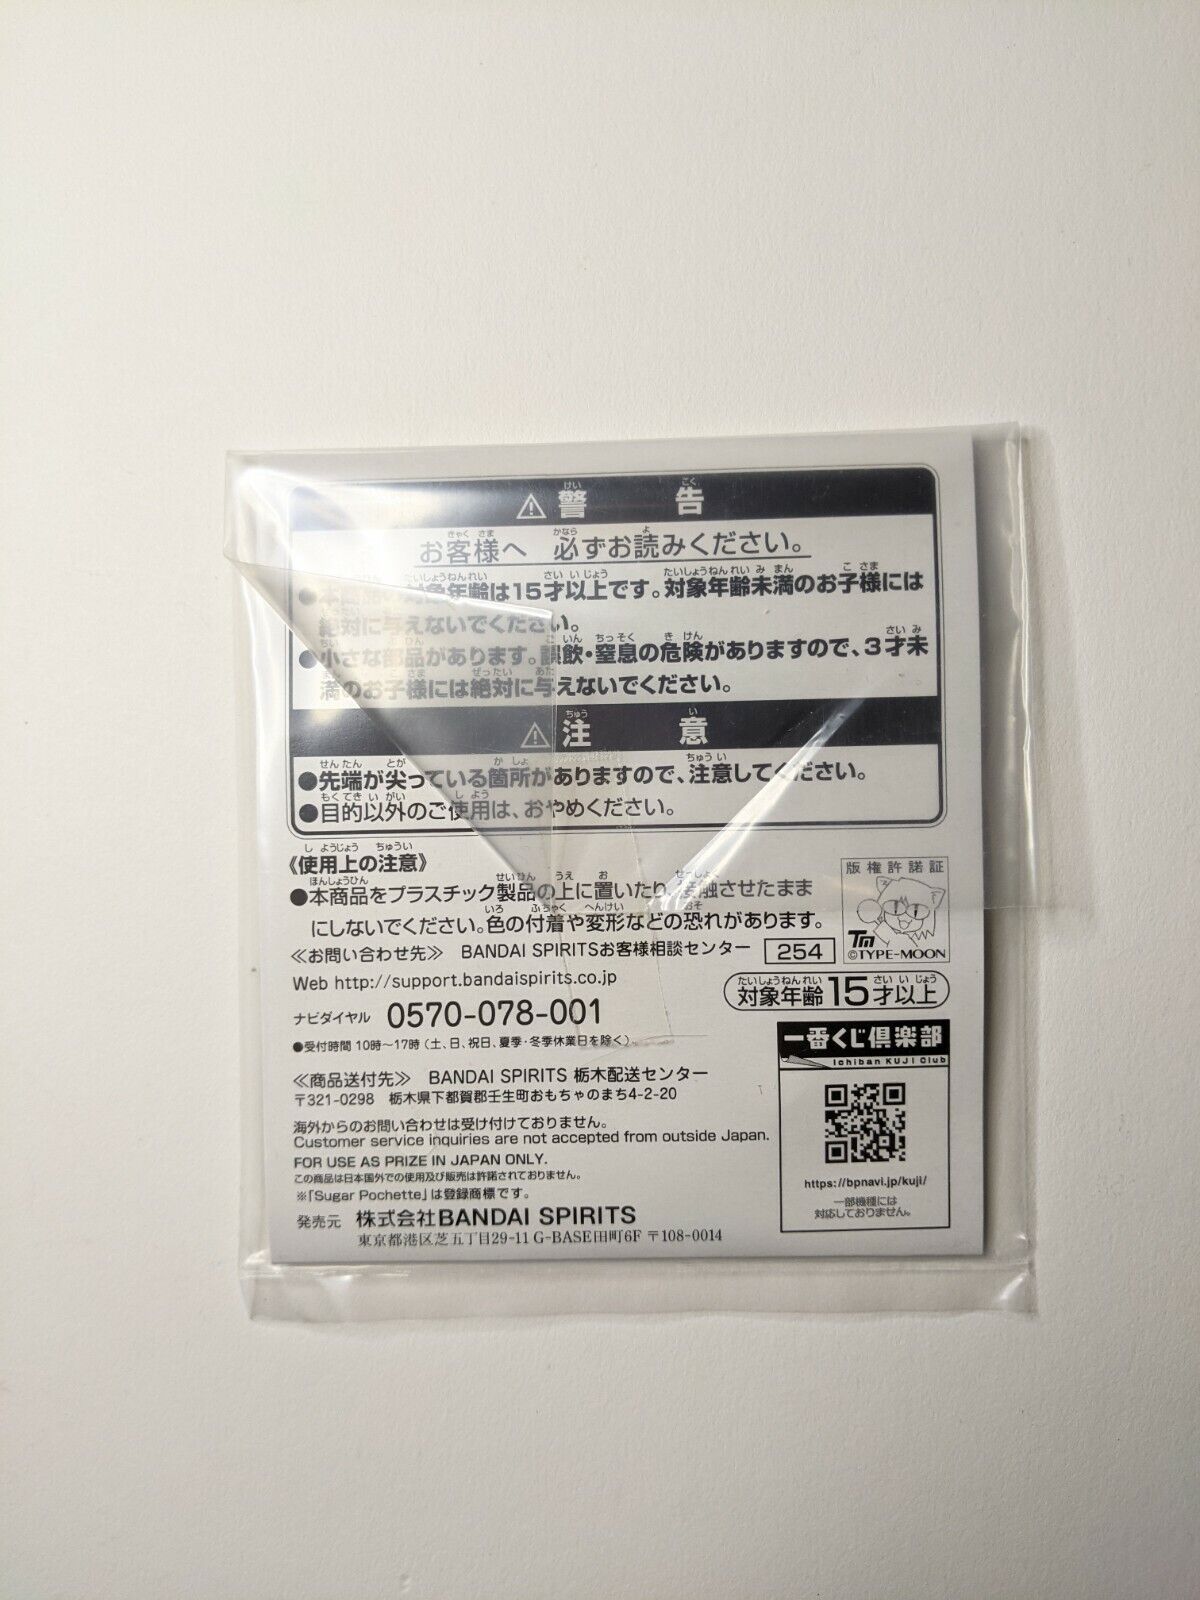 ⚠警告
お客様へ 必ずお読みください。
●本商品の対象年齢は15才以上です。対象年齢未満のお子様には
絶対に与えないでください。
●小さな部品があります。誤飲・窒息の危険がありますので、3才未
満のお子様には絶対に与えないでください。
⚠注意
●先端が尖っている箇所がありますので、注意してください。
●目的以外のご使用は、おやめください。
《使用上の注意》
●本商品をプラスチック製品の上に置いたり、接触させたまま
にしないでください。色の付着や変形などの恐れがあります。
≪お問い合わせ先≫ BANDAI SPIRITSお客様相談センター 254
Web http://support.bandaispirits.co.jp
ナビダイヤル 0570-078-001
●受付時間 10時～17時（土、日、祝日、夏季・冬季休業日を除く）
≪商品送付先≫ BANDAI SPIRITS 栃木配送センター
〒321-0298 栃木県下都賀郡壬生町おもちゃのまち4-2-20
海外からのお問い合わせは受け付けておりません。
Customer service inquiries are not accepted from outside Japan.
FOR USE AS PRIZE IN JAPAN ONLY.
この商品は日本国外での使用及び販売は許諾されておりません。
※「Sugar Pochette」は登録商標です。
発売元 株式会社BANDAI SPIRITS
東京都港区芝五丁目29-11 G-BASE田町6F 〒108-0014
版権許諾証
TM
©TYPE-MOON
対象年齢15才以上
一番くじ倶楽部
Ichiban KUJI Club
https://bpnavi.jp/kuji/
一部機種には
対応しておりません。